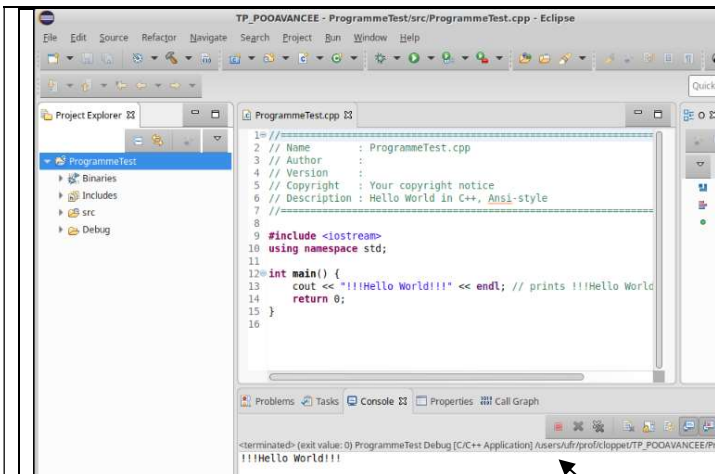 TP_POOAVANCEE - ProgrammeTest/src/ProgrammeTest.cpp - Eclipse
File Edit Source Refactor Navigate Search Project Run Window Help
Quick
Project Explorer
ProgrammeTest.cpp
O
ProgrammeTest
Binaries
Includes
src
Debug
1 //===========================================================================
2 // Name        : ProgrammeTest.cpp
3 // Author      :
4 // Version     :
5 // Copyright   : Your copyright notice
6 // Description : Hello World in C++, Ansi-style
7 //===========================================================================
8
9 #include <iostream>
10 using namespace std;
11
12 int main() {
13     cout << "!!!Hello World!!!" << endl; // prints !!!Hello World
14     return 0;
15 }
16
Problems Tasks Console Properties Call Graph
<terminated> (exit value: 0) ProgrammeTest Debug [C/C++ Application] /users/ufr/prof/cloppet/TP_POOAVANCEE/Pr
!!!Hello World!!!